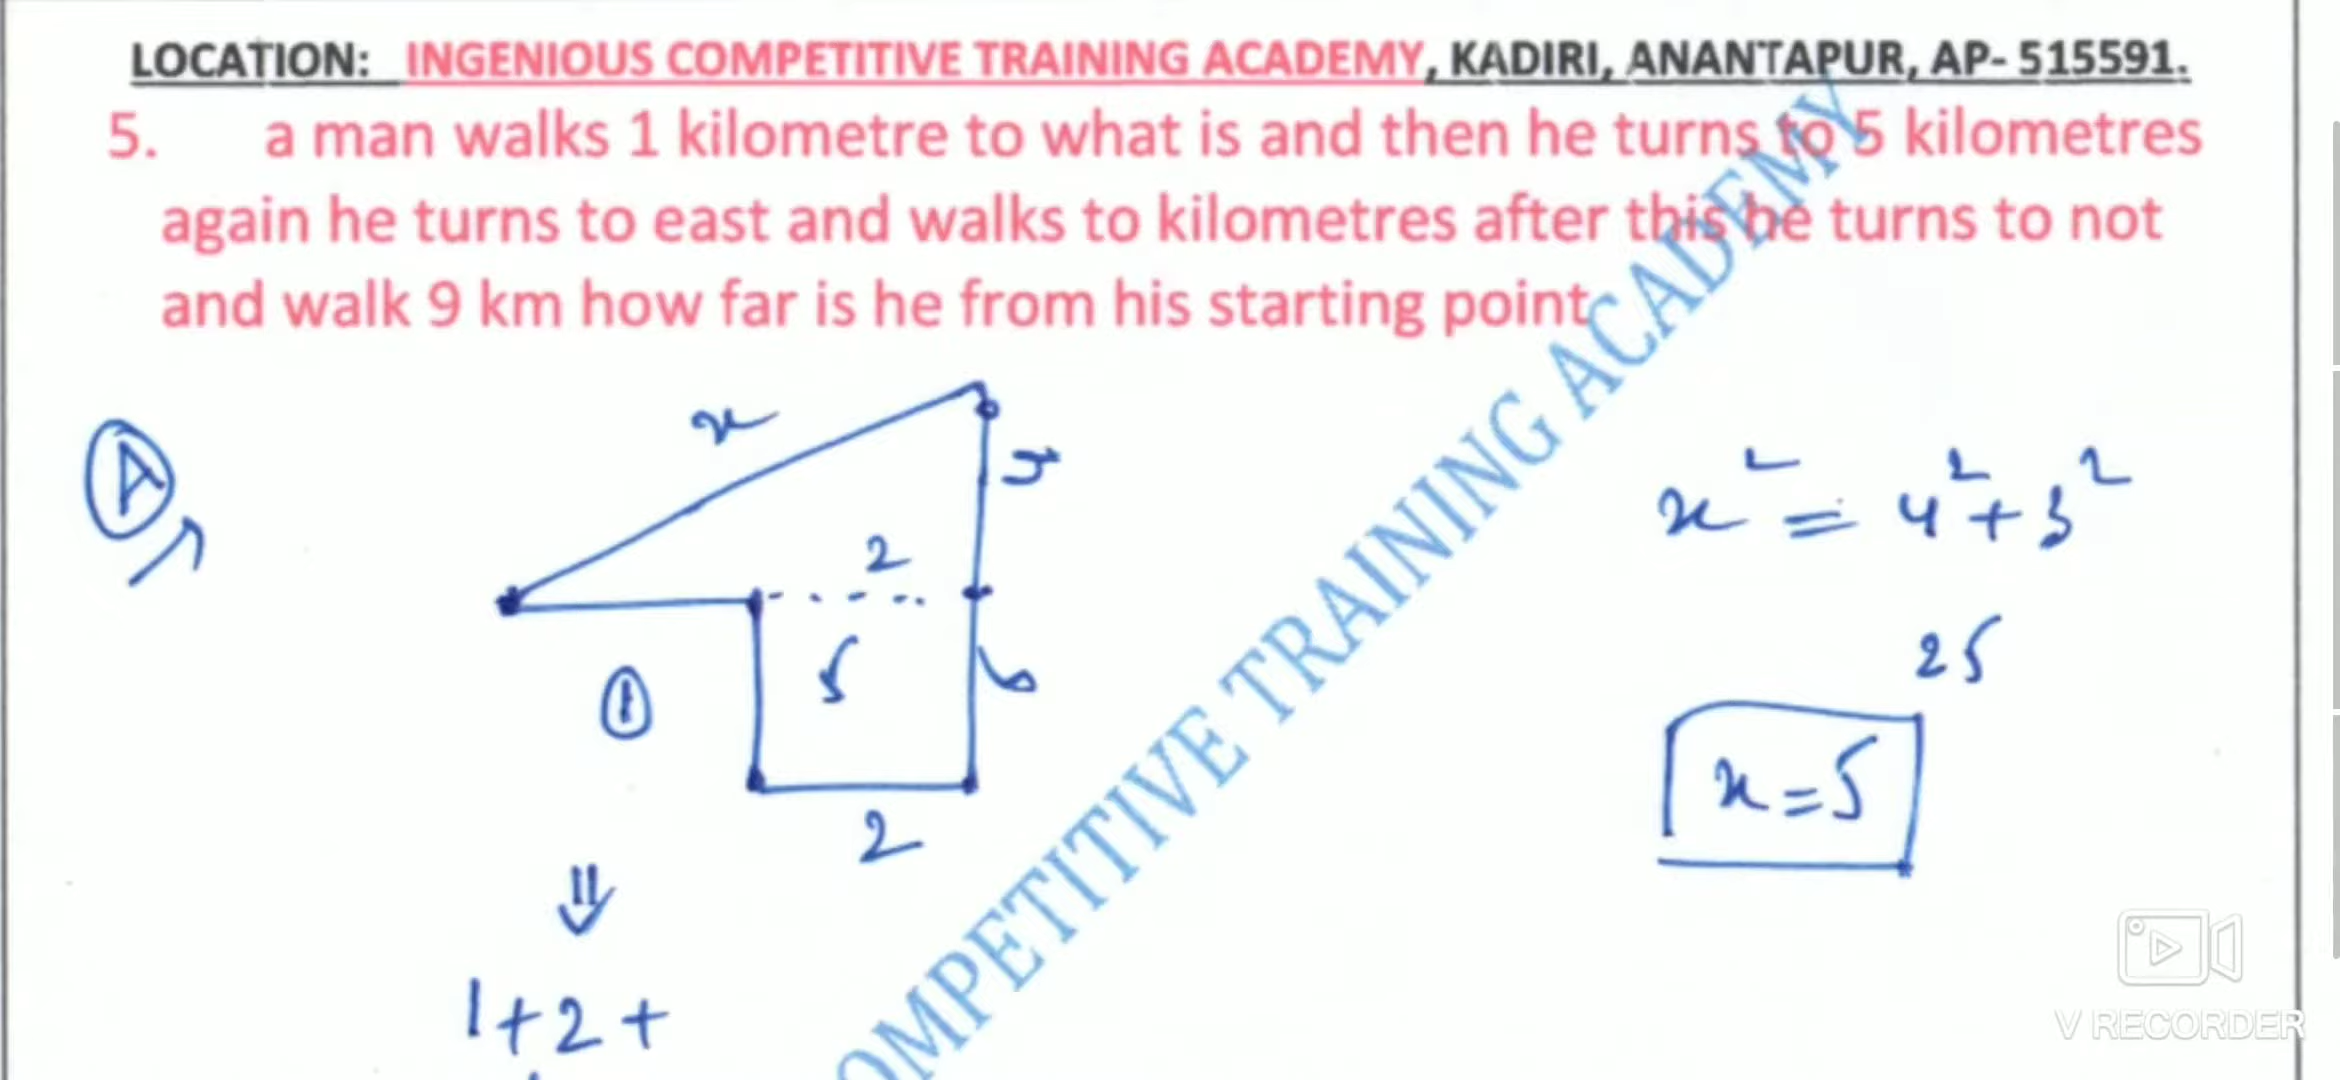 LOCATION: INGENIOUS COMPETITIVE TRAINING ACADEMY, KADIRI, ANANTAPUR, AP- 515591.
5. a man walks 1 kilometre to what is and then he turns to 5 kilometres
again he turns to east and walks to kilometres after this he turns to not
and walk 9 km how far is he from his starting point
A
x
2
5
1
2
1+2+
x² = 4²+3²
25
x=5
OMPETITIVE TRAINING ACADEMY
V RECORDER